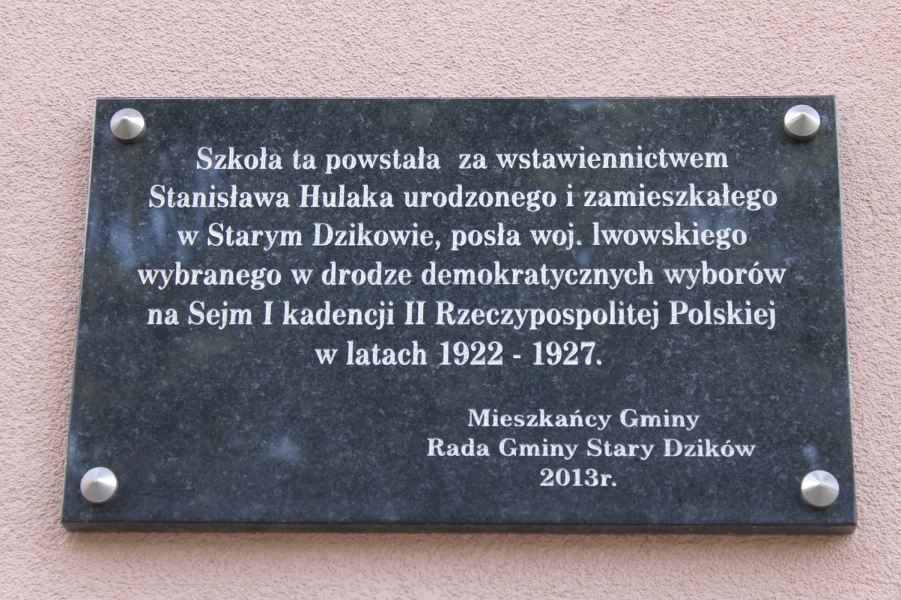 Szkoła ta powstała za wstawiennictwem
Stanisława Hulaka urodzonego i zamieszkałego
w Starym Dzikowie, posła woj. lwowskiego
wybranego w drodze demokratycznych wyborów
na Sejm I kadencji II Rzeczypospolitej Polskiej
w latach 1922 - 1927.
Mieszkańcy Gminy
Rada Gminy Stary Dzików
2013r.